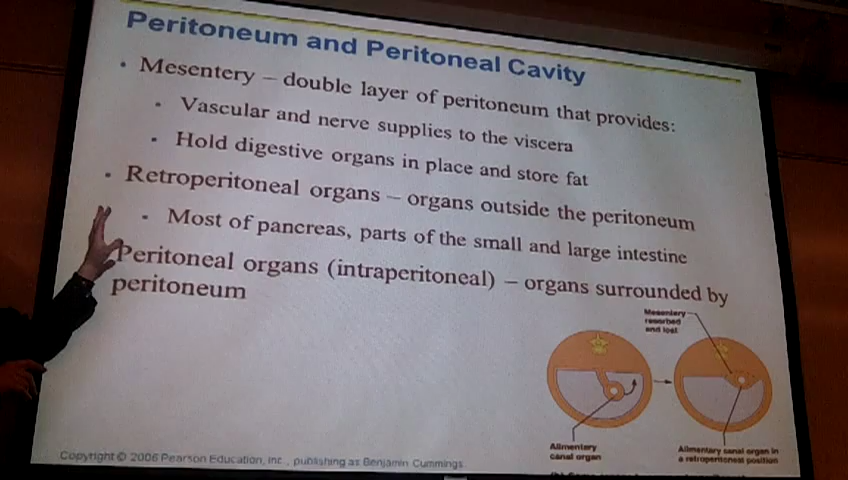 Peritoneum and Peritoneal Cavity
• Mesentery – double layer of peritoneum that provides:
• Vascular and nerve supplies to the viscera
• Hold digestive organs in place and store fat
• Retroperitoneal organs – organs outside the peritoneum
• Most of pancreas, parts of the small and large intestine
Peritoneal organs (intraperitoneal) – organs surrounded by
peritoneum
Mesentery
resorbed
and lost
Alimentary
canal organ
Alimentary canal organ in
a retroperitoneal position
Copyright © 2006 Pearson Education, Inc., publishing as Benjamin Cummings